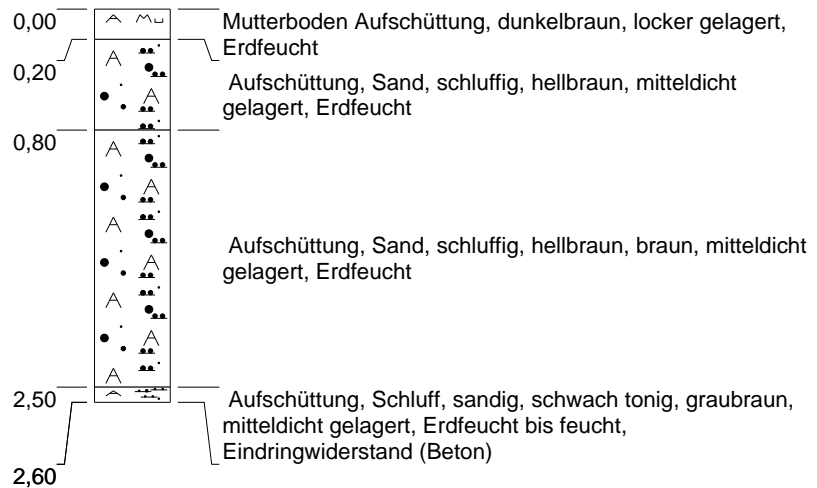 0,00
Mutterboden Aufschüttung, dunkelbraun, locker gelagert,
Erdfeucht
0,20
Aufschüttung, Sand, schluffig, hellbraun, mitteldicht
gelagert, Erdfeucht
0,80
Aufschüttung, Sand, schluffig, hellbraun, braun, mitteldicht
gelagert, Erdfeucht
2,50
Aufschüttung, Schluff, sandig, schwach tonig, graubraun,
mitteldicht gelagert, Erdfeucht bis feucht,
Eindringwiderstand (Beton)
2,60